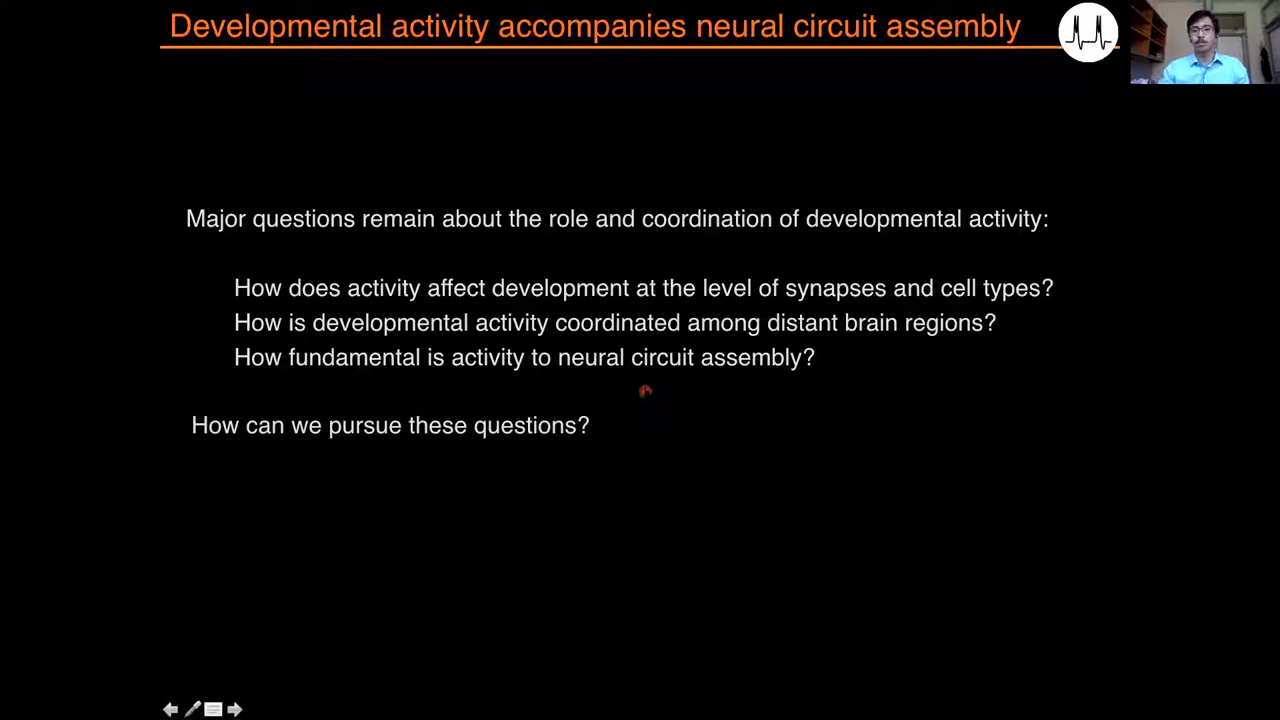 Developmental activity accompanies neural circuit assembly
Major questions remain about the role and coordination of developmental activity:
How does activity affect development at the level of synapses and cell types?
How is developmental activity coordinated among distant brain regions?
How fundamental is activity to neural circuit assembly?
How can we pursue these questions?